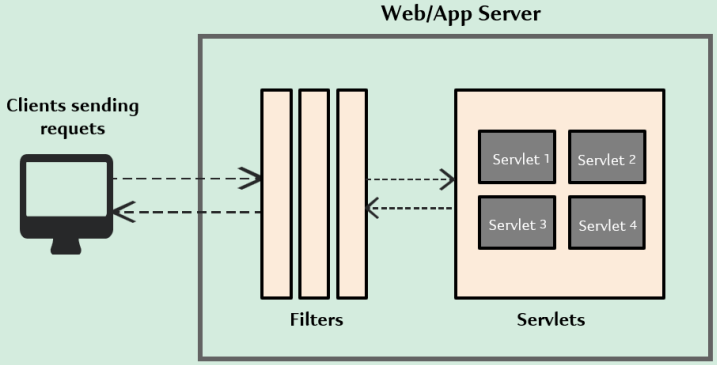 Web/App Server
Clients sending
requets
Servlet 1
Servlet 2
Servlet 3
Servlet 4
Filters
Servlets